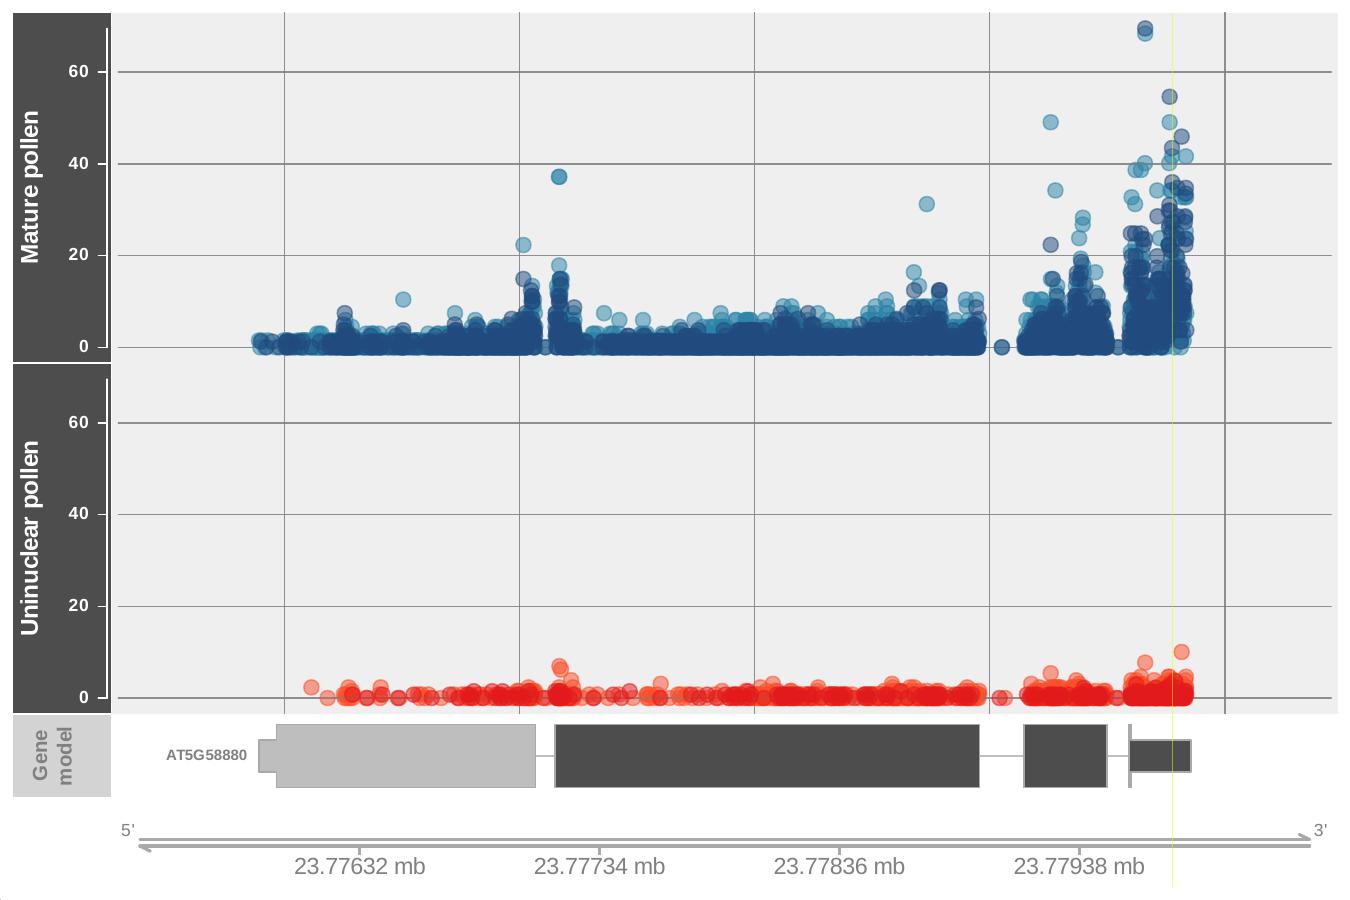 Mature pollen
60
40
20
0
Uninuclear pollen
60
40
20
0
Gene
model
AT5G58880
5'
3'
23.77632 mb
23.77734 mb
23.77836 mb
23.77938 mb